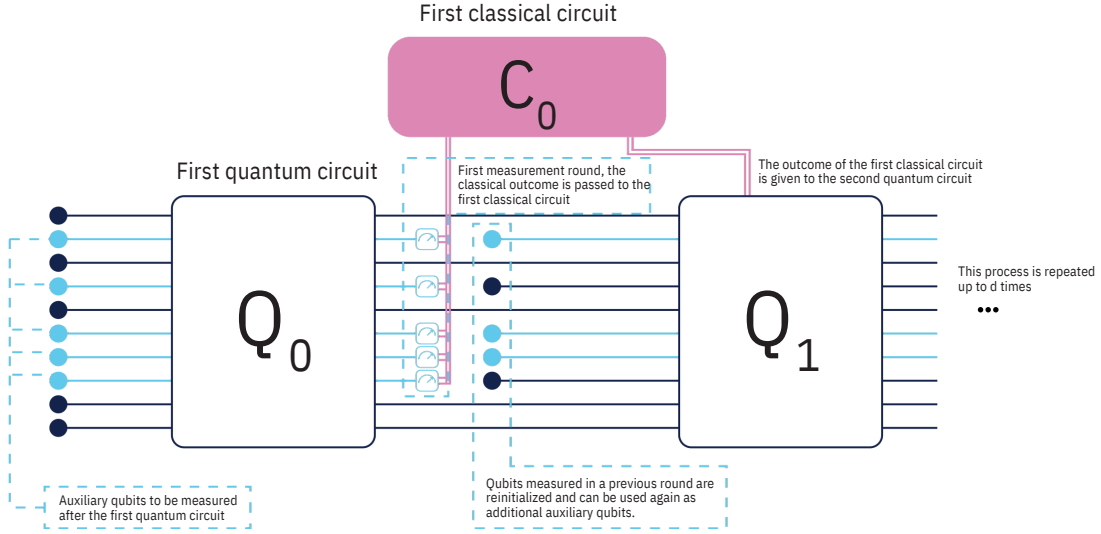 First classical circuit
C0
First quantum circuit
First measurement round, the
classical outcome is passed to the
first classical circuit
The outcome of the first classical circuit
is given to the second quantum circuit
Q0
Q1
This process is repeated
up to d times
•••
Auxiliary qubits to be measured
after the first quantum circuit
Qubits measured in a previous round are
reinitialized and can be used again as
additional auxiliary qubits.